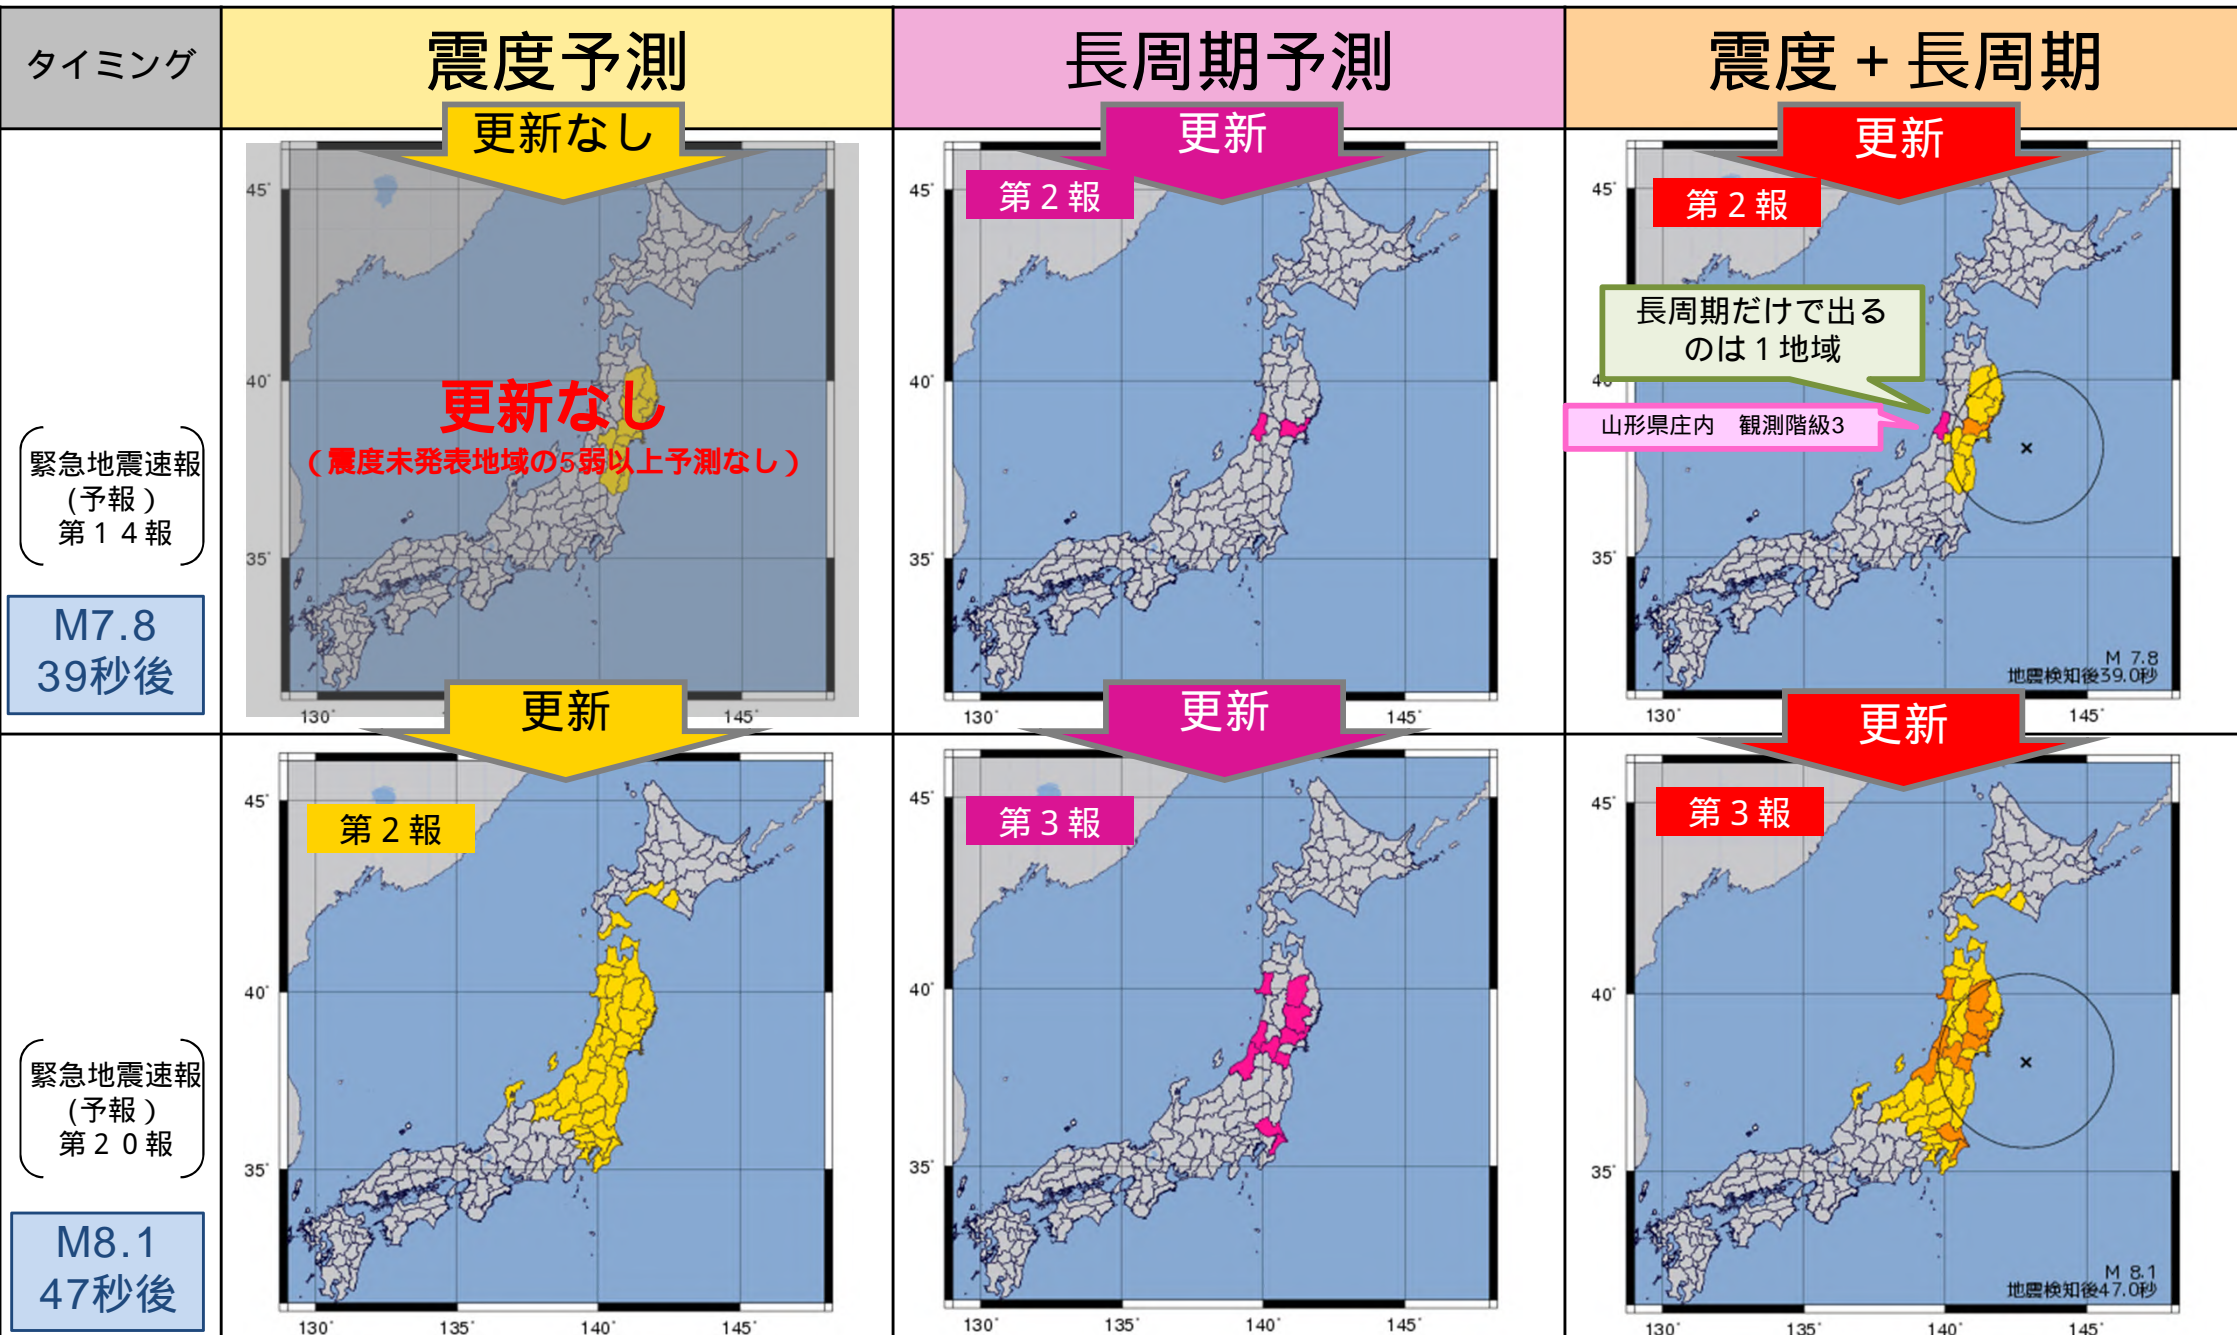 タイミング
震度予測
長周期予測
震度＋長周期
更新なし
更新
更新
緊急地震速報
(予報)
第１４報
M7.8
39秒後
45°
40°
35°
130°
145°
更新なし
(震度未発表地域の5弱以上予測なし)
第２報
45°
40°
35°
130°
145°
第２報
長周期だけで出る
のは１地域
山形県庄内　観測階級3
45°
40°
35°
130°
145°
M 7.8
地震検知後39.0秒
更新
更新
更新
緊急地震速報
(予報)
第２０報
M8.1
47秒後
第２報
45°
40°
35°
130°
135°
140°
145°
第３報
45°
40°
35°
130°
135°
140°
145°
第３報
45°
40°
35°
130°
135°
140°
145°
M 8.1
地震検知後47.0秒